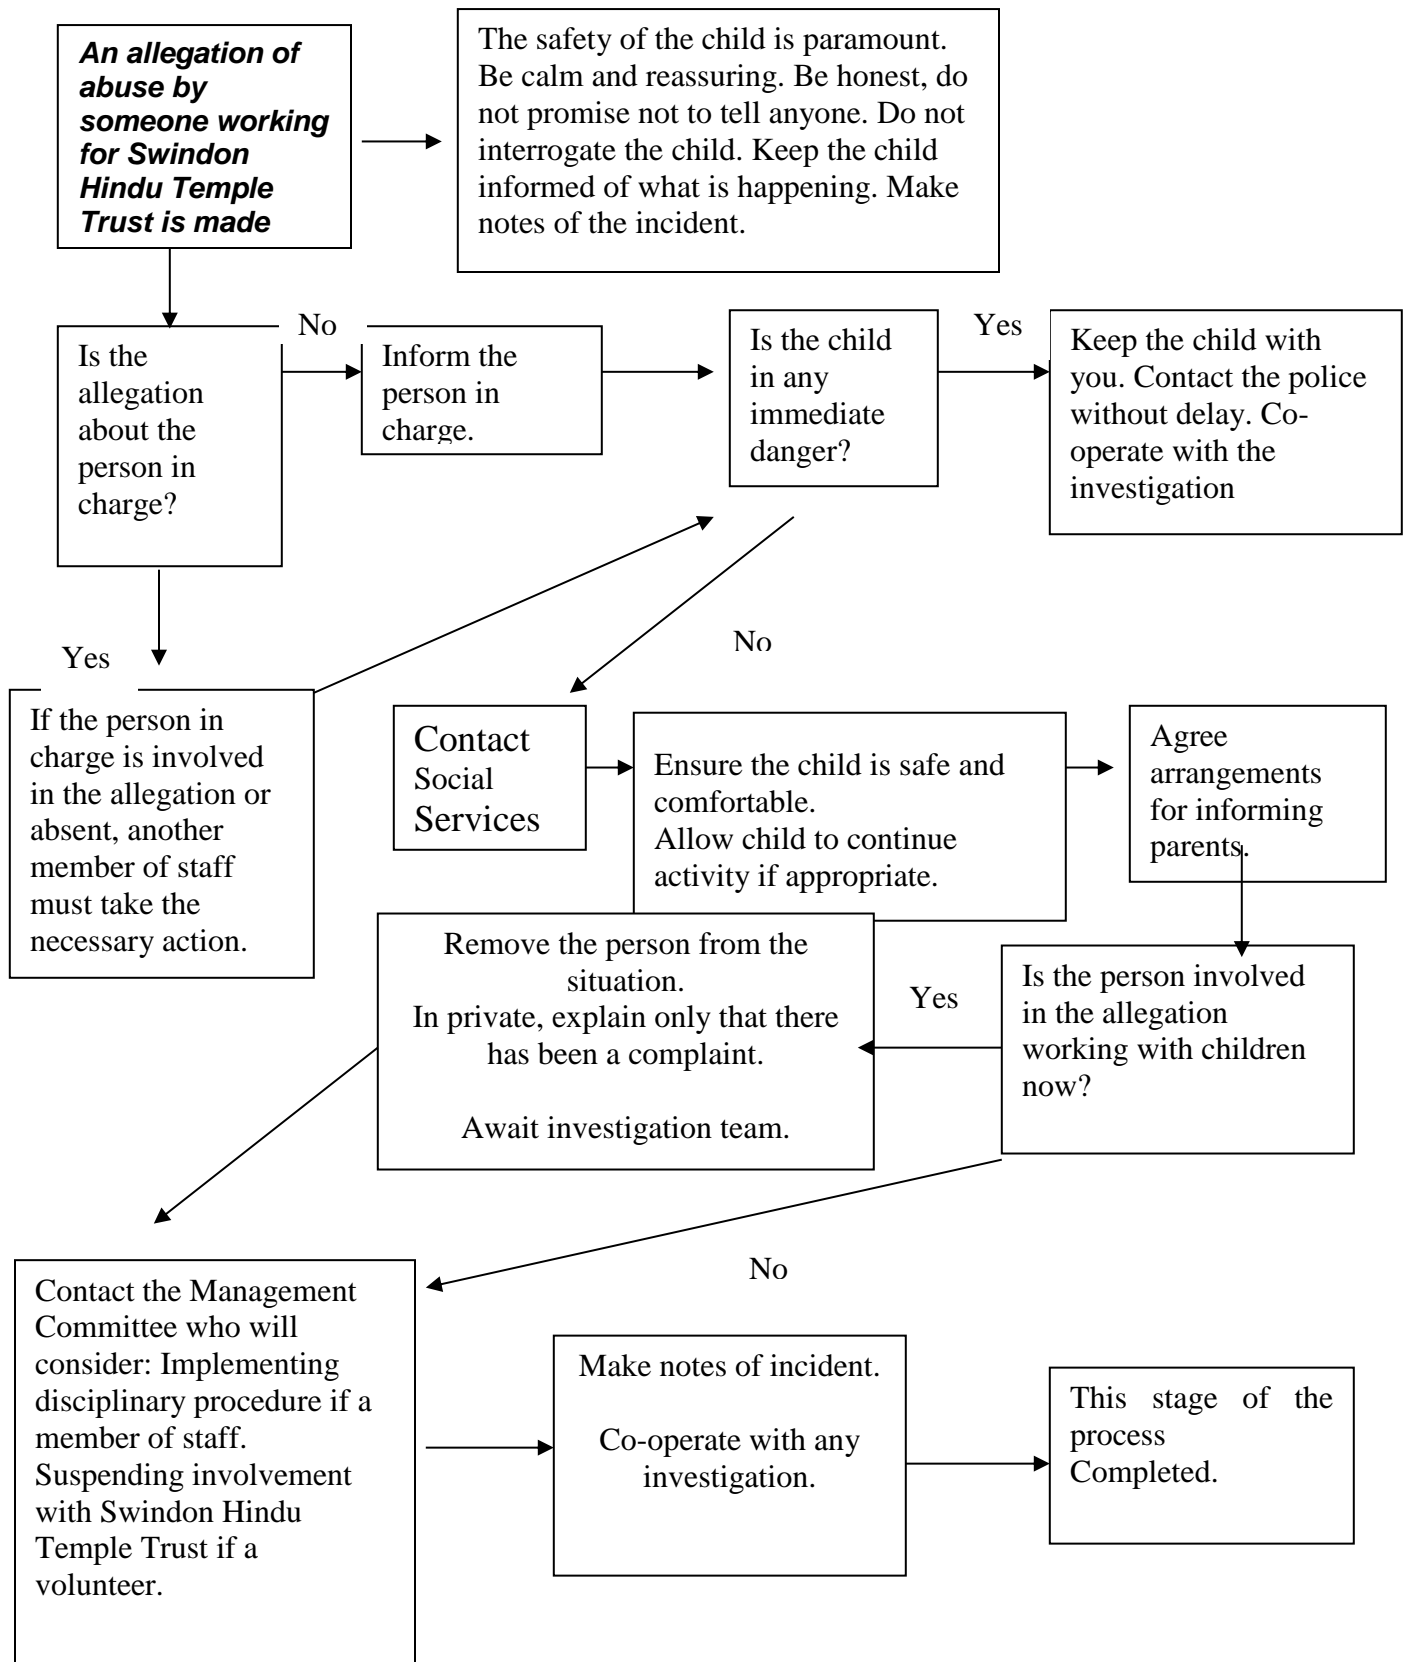 An allegation of
abuse by
someone working
for Swindon
Hindu Temple
Trust is made
The safety of the child is paramount.
Be calm and reassuring. Be honest, do
not promise not to tell anyone. Do not
interrogate the child. Keep the child
informed of what is happening. Make
notes of the incident.
Is the
allegation
about the
person in
charge?
No
Inform the
person in
charge.
Is the child
in any
immediate
danger?
Yes
Keep the child with
you. Contact the police
without delay. Co-
operate with the
investigation
Yes
No
If the person in
charge is involved
in the allegation or
absent, another
member of staff
must take the
necessary action.
Contact
Social
Services
Ensure the child is safe and
comfortable.
Allow child to continue
activity if appropriate.
Agree
arrangements
for informing
parents.
Remove the person from the
situation.
In private, explain only that there
has been a complaint.
Await investigation team.
Yes
Is the person involved
in the allegation
working with children
now?
No
Contact the Management
Committee who will
consider: Implementing
disciplinary procedure if a
member of staff.
Suspending involvement
with Swindon Hindu
Temple Trust if a
volunteer.
Make notes of incident.
Co-operate with any
investigation.
This stage of the
process
Completed.